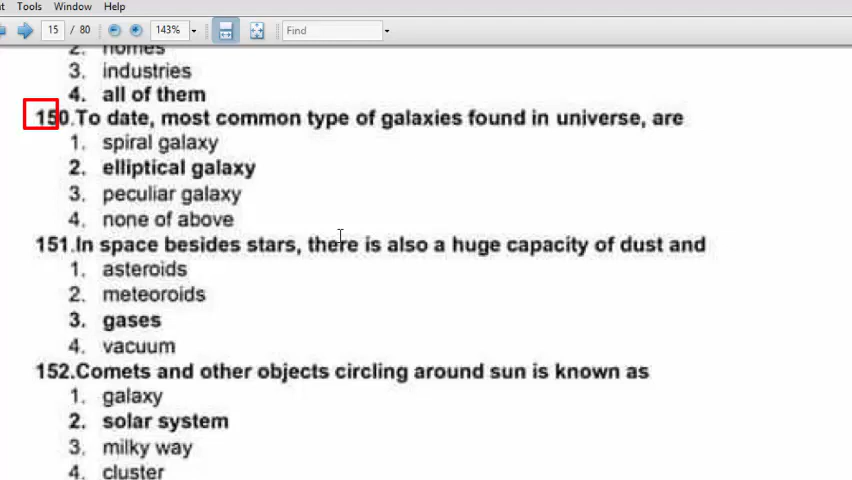 Tools Window Help
15 / 80 143% Find
2. homes
3. industries
4. all of them
150.To date, most common type of galaxies found in universe, are
1. spiral galaxy
2. elliptical galaxy
3. peculiar galaxy
4. none of above
151.In space besides stars, there is also a huge capacity of dust and
1. asteroids
2. meteoroids
3. gases
4. vacuum
152.Comets and other objects circling around sun is known as
1. galaxy
2. solar system
3. milky way
4. cluster